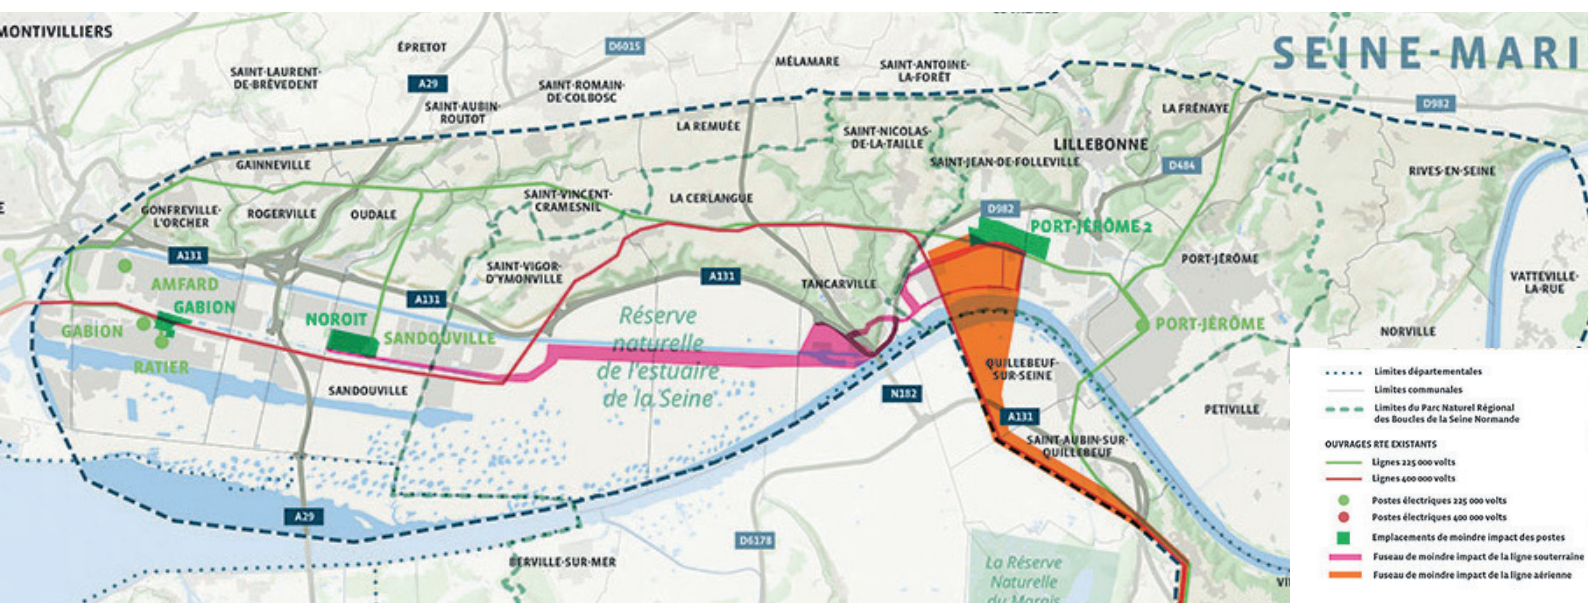 MONTIVILLIERS
ÉPRETOT
D6015
MÉLAMARE
SAINT-ANTOINE-
LA-FORÊT
SEINE-MARI
SAINT-LAURENT-
DE-BRÈVEDENT
A29
SAINT-ROMAIN-
DE-COLBOSC
SAINT-AUBIN-
ROUTOT
LA FRÉNAYE
D982
LA REMUÉE
SAINT-NICOLAS-
DE-LA-TAILLE
LILLEBONNE
GAINNEVILLE
SAINT-JEAN-DE-FOLLEVILLE
D484
RIVES-EN-SEINE
SAINT-VINCENT-
CRAMESNIL
LA CERLANGUE
GONFREVILLE-
L'ORCHER
ROGERVILLE
OUDALE
D982
PORT-JÉRÔME 2
A131
SAINT-VIGOR-
D'YMONVILLE
A131
TANCARVILLE
PORT-JÉRÔME
VATTEVILLE-
LA-RUE
AMFARD
GABION
A131
GABION
NOROIT
SANDOUVILLE
RATIER
Réserve
naturelle
de l'estuaire
de la Seine
PORT-JÉRÔME
NORVILLE
SANDOUVILLE
QUILLEBEUF-
SUR-SEINE
N182
A131
PETIVILLE
SAINT-AUBIN-SUR-
QUILLEBEUF
A29
D6178
BERVILLE-SUR-MER
La Réserve
Naturelle
du Marais
Limites départementales
Limites communales
Limites du Parc Naturel Régional
des Boucles de la Seine Normande
OUVRAGES RTE EXISTANTS
Lignes 225 000 volts
Lignes 400 000 volts
Postes électriques 225 000 volts
Postes électriques 400 000 volts
Emplacements de moindre impact des postes
Fuseau de moindre impact de la ligne souterraine
Fuseau de moindre impact de la ligne aérienne